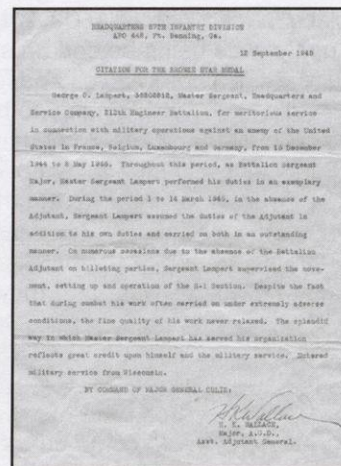 HEADQUARTERS 87TH INFANTRY DIVISION
APO 448, Ft. Benning, Ga.
12 September 1945
CITATION FOR THE BRONZE STAR MEDAL
George O. Lampert, Master Sergeant, Headquarters and
Service Company, 312th Engineer Battalion, for meritorious service
in connection with military operations against an enemy of the United
States in France, Belgium, Luxembourg and Germany, from 13 December
1944 to 8 May 1945. Throughout this period, as Battalion Sergeant
Major, Master Sergeant Lampert performed his duties in an exemplary
manner. During the period 1 to 14 March 1945, in the absence of the
Adjutant, Sergeant Lampert assumed the duties of the Adjutant in
addition to his own duties and carried on both in an outstanding
manner. On numerous occasions due to the absence of the Battalion
Adjutant on billeting parties, Sergeant Lampert supervised the move-
ment, setting up and operation of the S-1 Section. Despite the fact
that during combat his work often carried on under extremely adverse
conditions, the fine quality of his work never relaxed. The splendid
way in which Master Sergeant Lampert has served his organization
reflects great credit upon himself and the military service. Entered
military service from Wisconsin.
BY COMMAND OF MAJOR GENERAL CULIN:
WALLACE,
Major, A.G.D.,
Asst. Adjutant General.